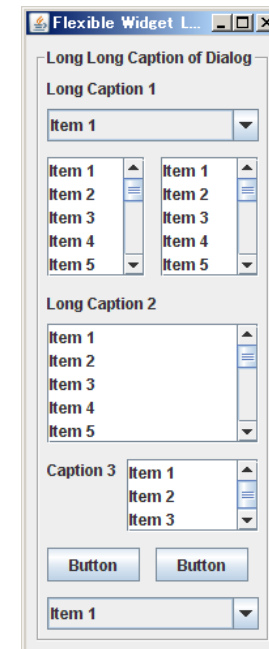 Flexible Widget L...
Long Long Caption of Dialog
Long Caption 1
Item 1
Item 1 Item 1
Item 2 Item 2
Item 3 Item 3
Item 4 Item 4
Item 5 Item 5
Long Caption 2
Item 1
Item 2
Item 3
Item 4
Item 5
Caption 3 Item 1
Item 2
Item 3
Button Button
Item 1